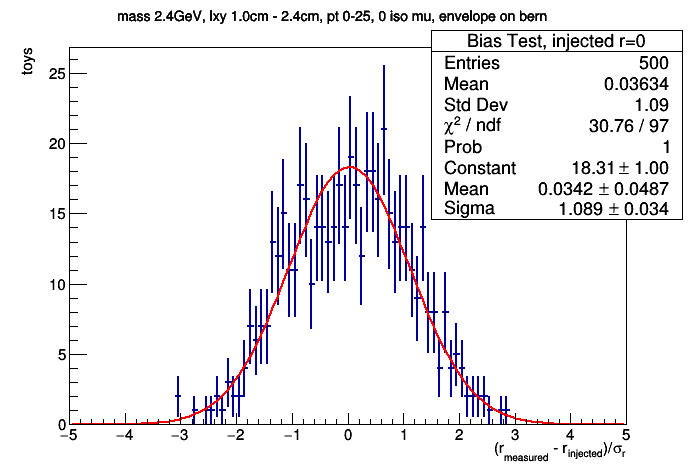 mass 2.4GeV, lxy 1.0cm - 2.4cm, pt 0-25, 0 iso mu, envelope on bern
Bias Test, injected r=0
Entries 500
Mean 0.03634
Std Dev 1.09
χ² / ndf 30.76 / 97
Prob 1
Constant 18.31 ± 1.00
Mean 0.0342 ± 0.0487
Sigma 1.089 ± 0.034
toys
25
20
15
10
5
0
−5 −4 −3 −2 −1 0 1 2 3 4 5
(r_measured - r_injected)/σ_r